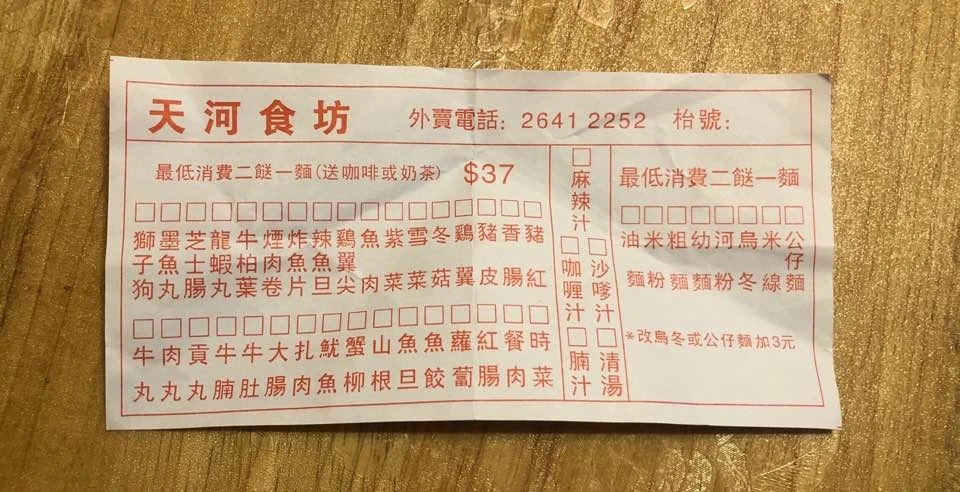 天河食坊
外賣電話: 2641 2252
枱號:
最低消費二餸一麵(送咖啡或奶茶) $37
獅子狗
墨魚丸
芝士腸
龍蝦丸
牛柏葉
煙肉卷
炸魚片
辣魚旦
鷄翼尖
魚肉
紫菜
雪菜
冬菇
鷄翼
豬皮
香腸
豬紅
牛丸
肉丸
貢丸
牛腩
牛肚
大腸
扎肉
魷魚
蟹柳
山根
魚旦
魚餃
蘿蔔
紅腸
餐肉
時菜
麻辣汁
咖喱汁
沙嗲汁
腩汁
清湯
最低消費二餸一麵
油麵
米粉
粗麵
幼麵
河粉
烏冬
米線
公仔麵
*改烏冬或公仔麵加3元